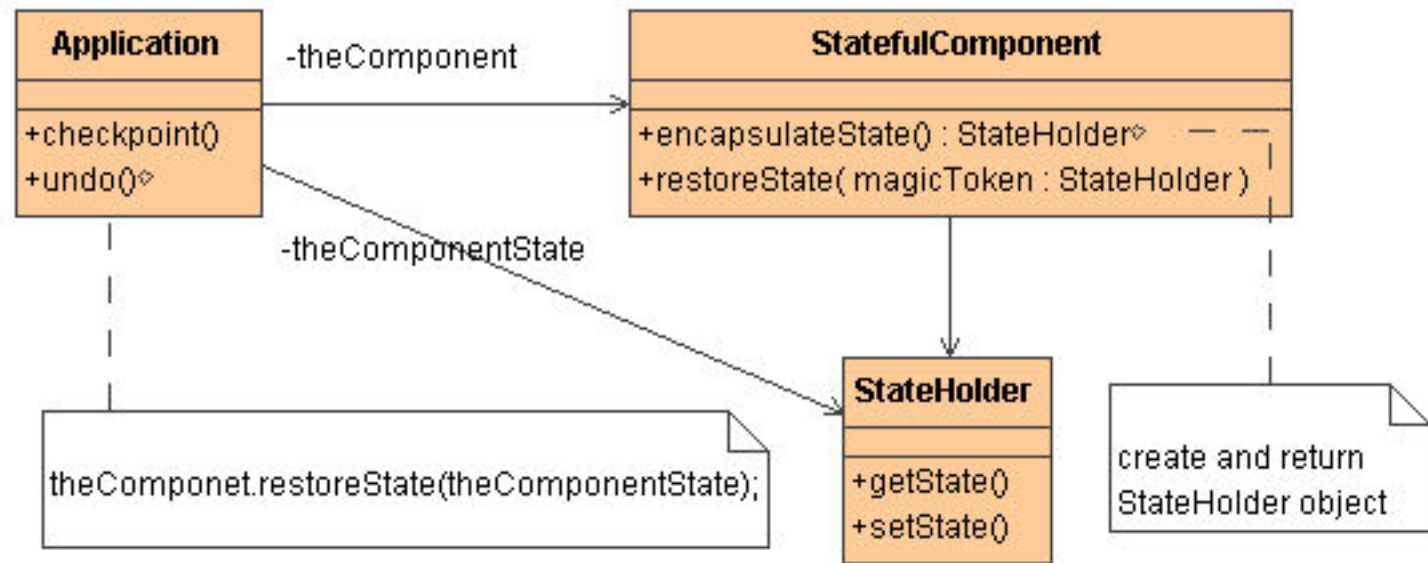 Application
+checkpoint()
+undo()
-theComponent
StatefulComponent
+encapsulateState() : StateHolder
+restoreState( magicToken : StateHolder )
-theComponentState
StateHolder
+getState()
+setState()
theComponet.restoreState(theComponentState);
create and return
StateHolder object